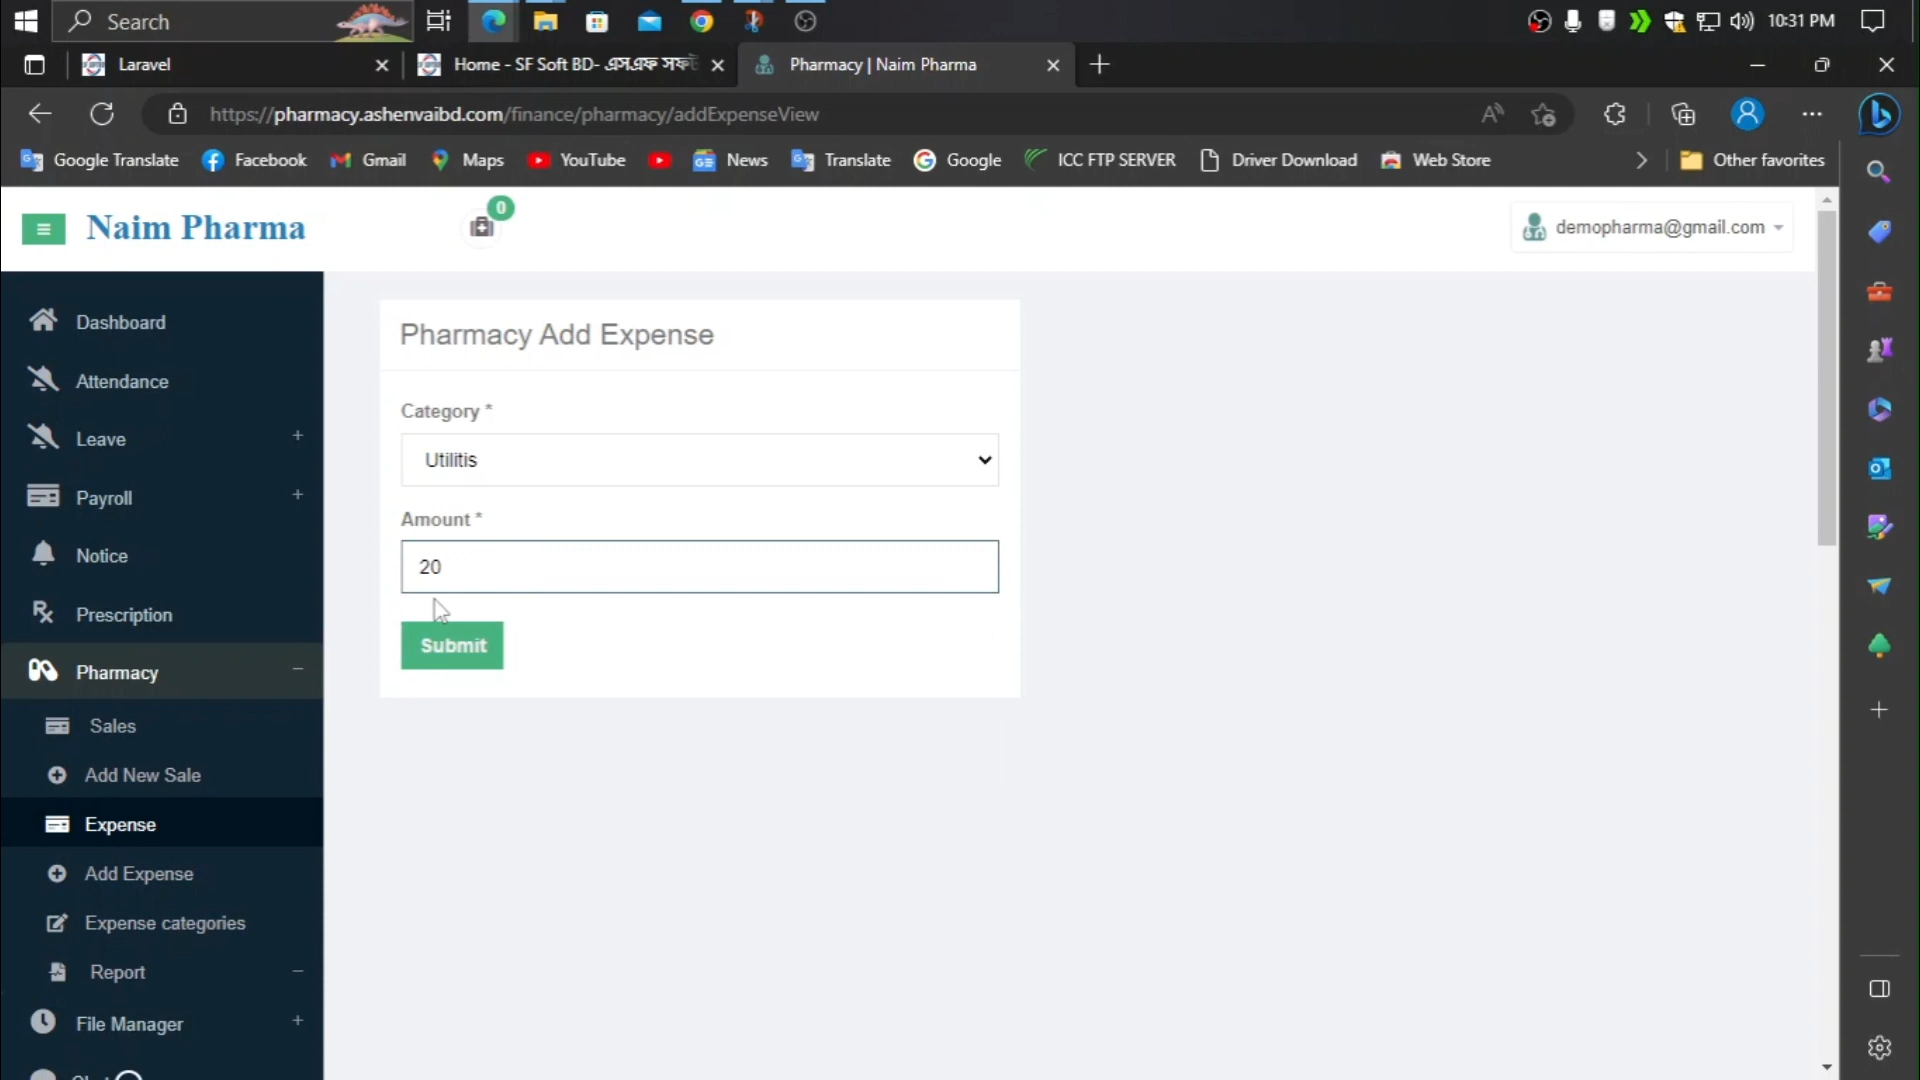 Search
10:31 PM
Laravel
Home - SF Soft BD- এস.এফ সফট
Pharmacy | Naim Pharma
https://pharmacy.ashenvaibd.com/finance/pharmacy/addExpenseView
Google Translate
Facebook
Gmail
Maps
YouTube
News
Translate
Google
ICC FTP SERVER
Driver Download
Web Store
Other favorites
Naim Pharma
0
demopharma@gmail.com
Dashboard
Attendance
Leave
Payroll
Notice
Prescription
Pharmacy
Sales
Add New Sale
Expense
Add Expense
Expense categories
Report
File Manager
Pharmacy Add Expense
Category *
Utilitis
Amount *
20
Submit